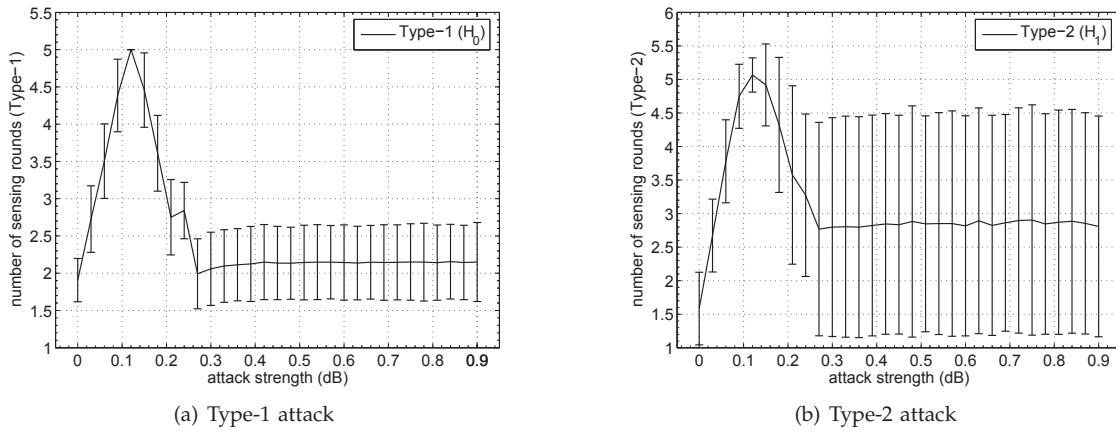 5.5
5
4.5
4
3.5
3
2.5
2
1.5
1
number of sensing rounds (Type−1)
Type−1 (H0)
0 0.1 0.2 0.3 0.4 0.5 0.6 0.7 0.8 0.9
attack strength (dB)
(a) Type-1 attack
6
5.5
5
4.5
4
3.5
3
2.5
2
1.5
1
number of sensing rounds (Type−2)
Type−2 (H1)
0 0.1 0.2 0.3 0.4 0.5 0.6 0.7 0.8 0.9
attack strength (dB)
(b) Type-2 attack